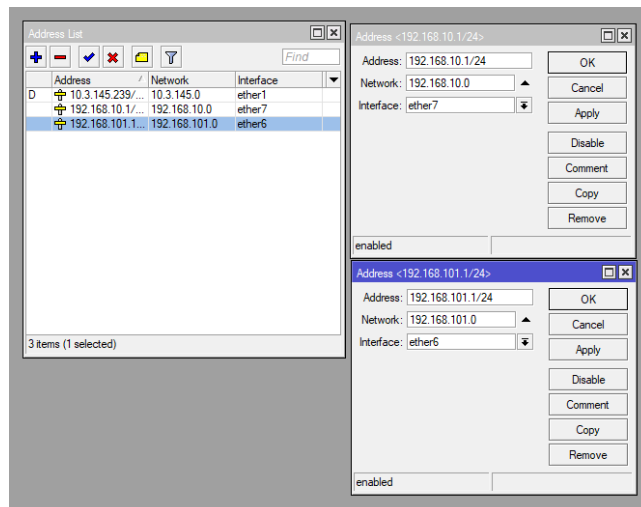 Address List
Find
Address / Network Interface
D 10.3.145.239/... 10.3.145.0 ether1
192.168.10.1/... 192.168.10.0 ether7
192.168.101.1... 192.168.101.0 ether6
3 items (1 selected)
Address <192.168.10.1/24>
Address: 192.168.10.1/24
Network: 192.168.10.0
Interface: ether7
OK
Cancel
Apply
Disable
Comment
Copy
Remove
enabled
Address <192.168.101.1/24>
Address: 192.168.101.1/24
Network: 192.168.101.0
Interface: ether6
OK
Cancel
Apply
Disable
Comment
Copy
Remove
enabled